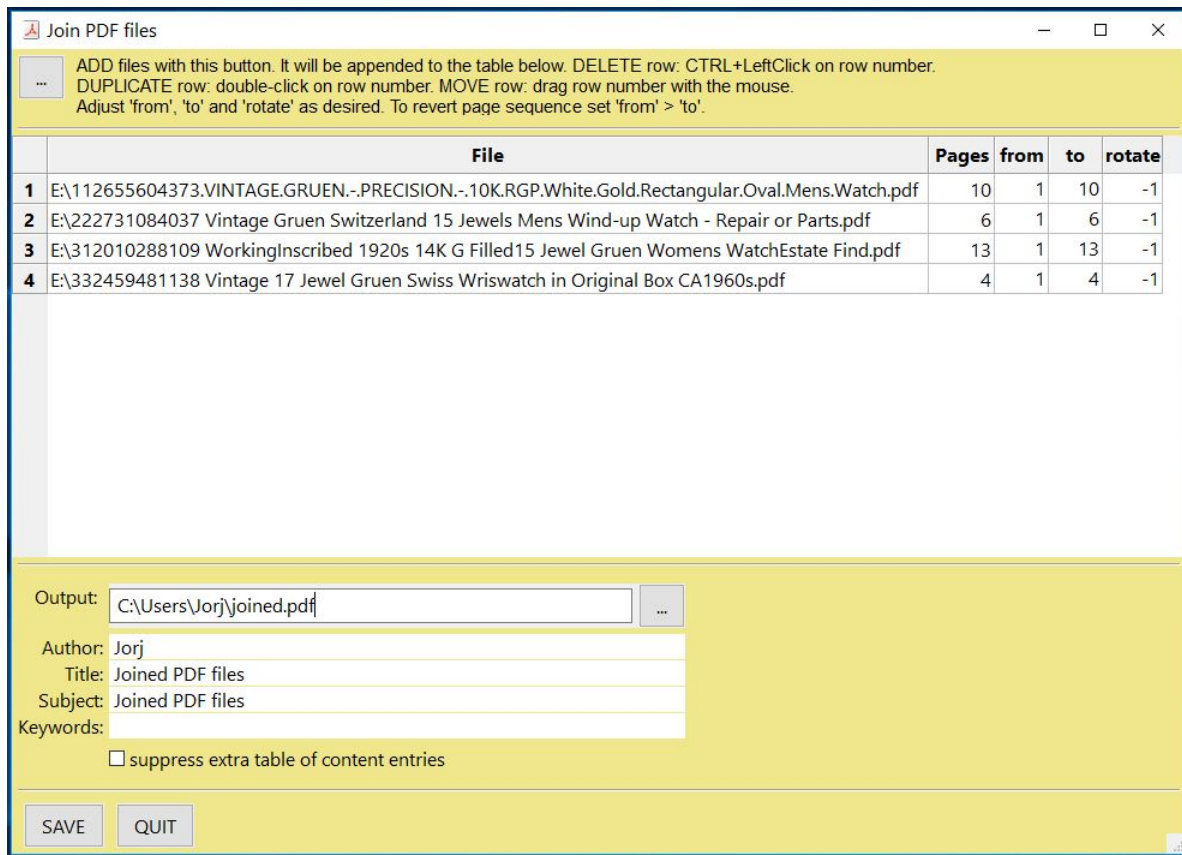 Join PDF files
... ADD files with this button. It will be appended to the table below. DELETE row: CTRL+LeftClick on row number.
DUPLICATE row: double-click on row number. MOVE row: drag row number with the mouse.
Adjust 'from', 'to' and 'rotate' as desired. To revert page sequence set 'from' > 'to'.
File Pages from to rotate
1 E:\112655604373.VINTAGE.GRUEN.-.PRECISION.-.10K.RGP.White.Gold.Rectangular.Oval.Mens.Watch.pdf 10 1 10 -1
2 E:\222731084037 Vintage Gruen Switzerland 15 Jewels Mens Wind-up Watch - Repair or Parts.pdf 6 1 6 -1
3 E:\312010288109 WorkingInscribed 1920s 14K G Filled15 Jewel Gruen Womens WatchEstate Find.pdf 13 1 13 -1
4 E:\332459481138 Vintage 17 Jewel Gruen Swiss Wriswatch in Original Box CA1960s.pdf 4 1 4 -1
Output: C:\Users\Jorj\joined.pdf ...
Author: Jorj
Title: Joined PDF files
Subject: Joined PDF files
Keywords:
suppress extra table of content entries
SAVE QUIT